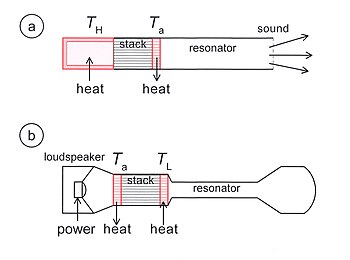 a
T_H
T_a
sound
stack
resonator
heat
heat
b
loudspeaker
T_a
T_L
stack
resonator
power
heat
heat